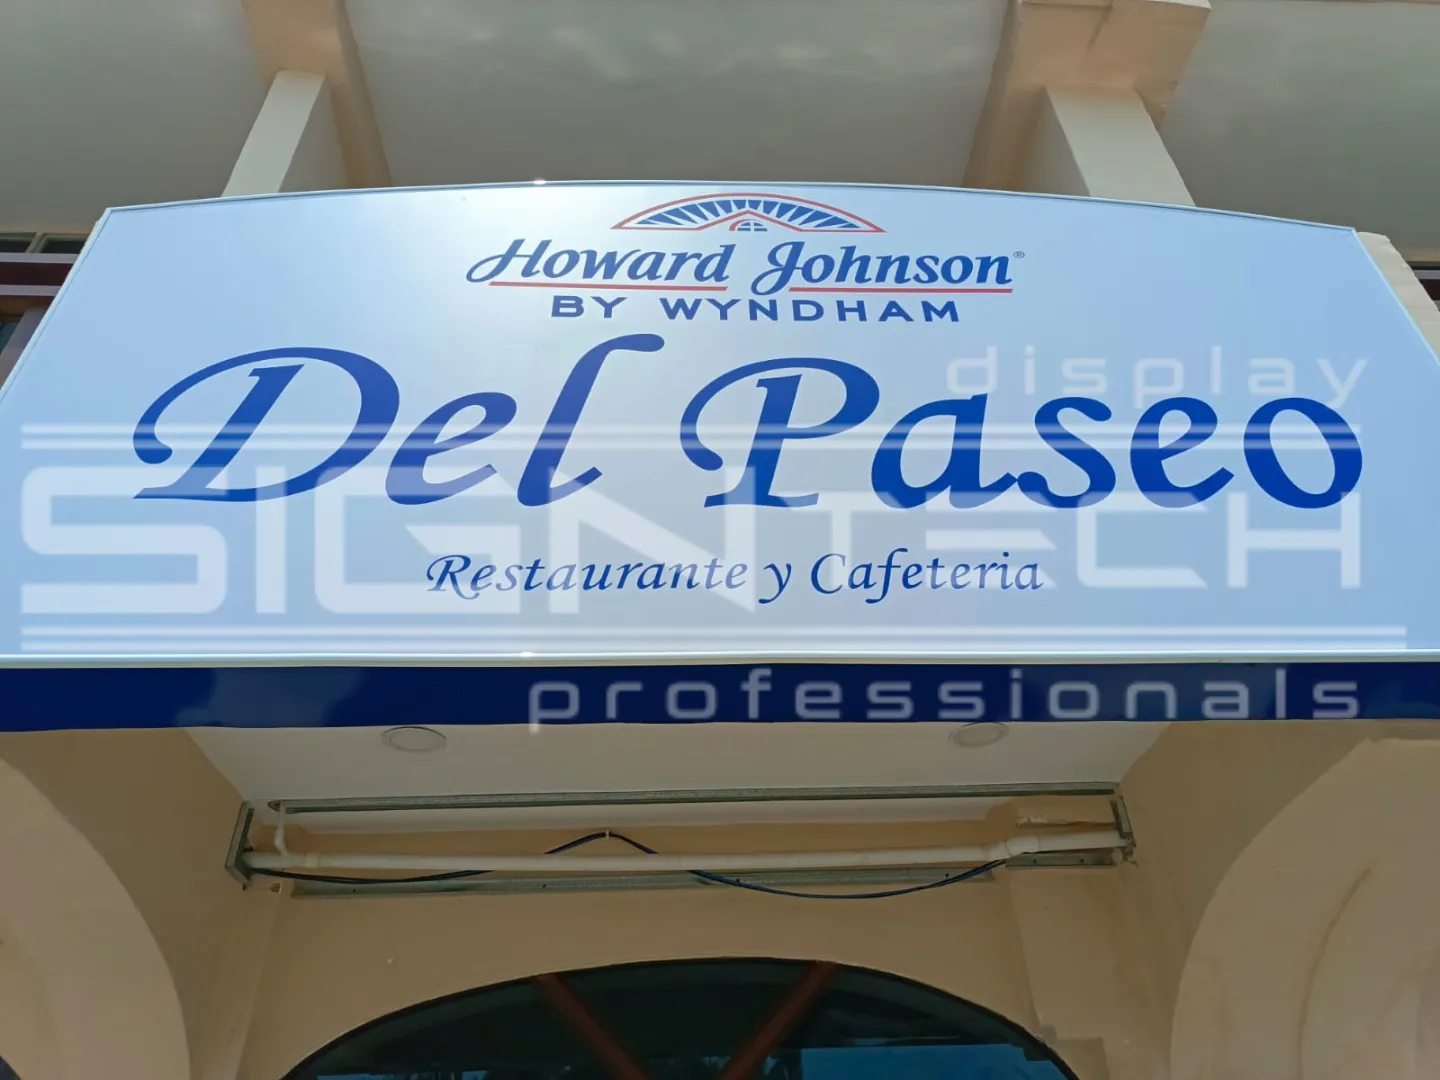 Howard Johnson®
BY WYNDHAM
Del Paseo
Restaurante y Cafeteria
display
SIGNTECH
professionals